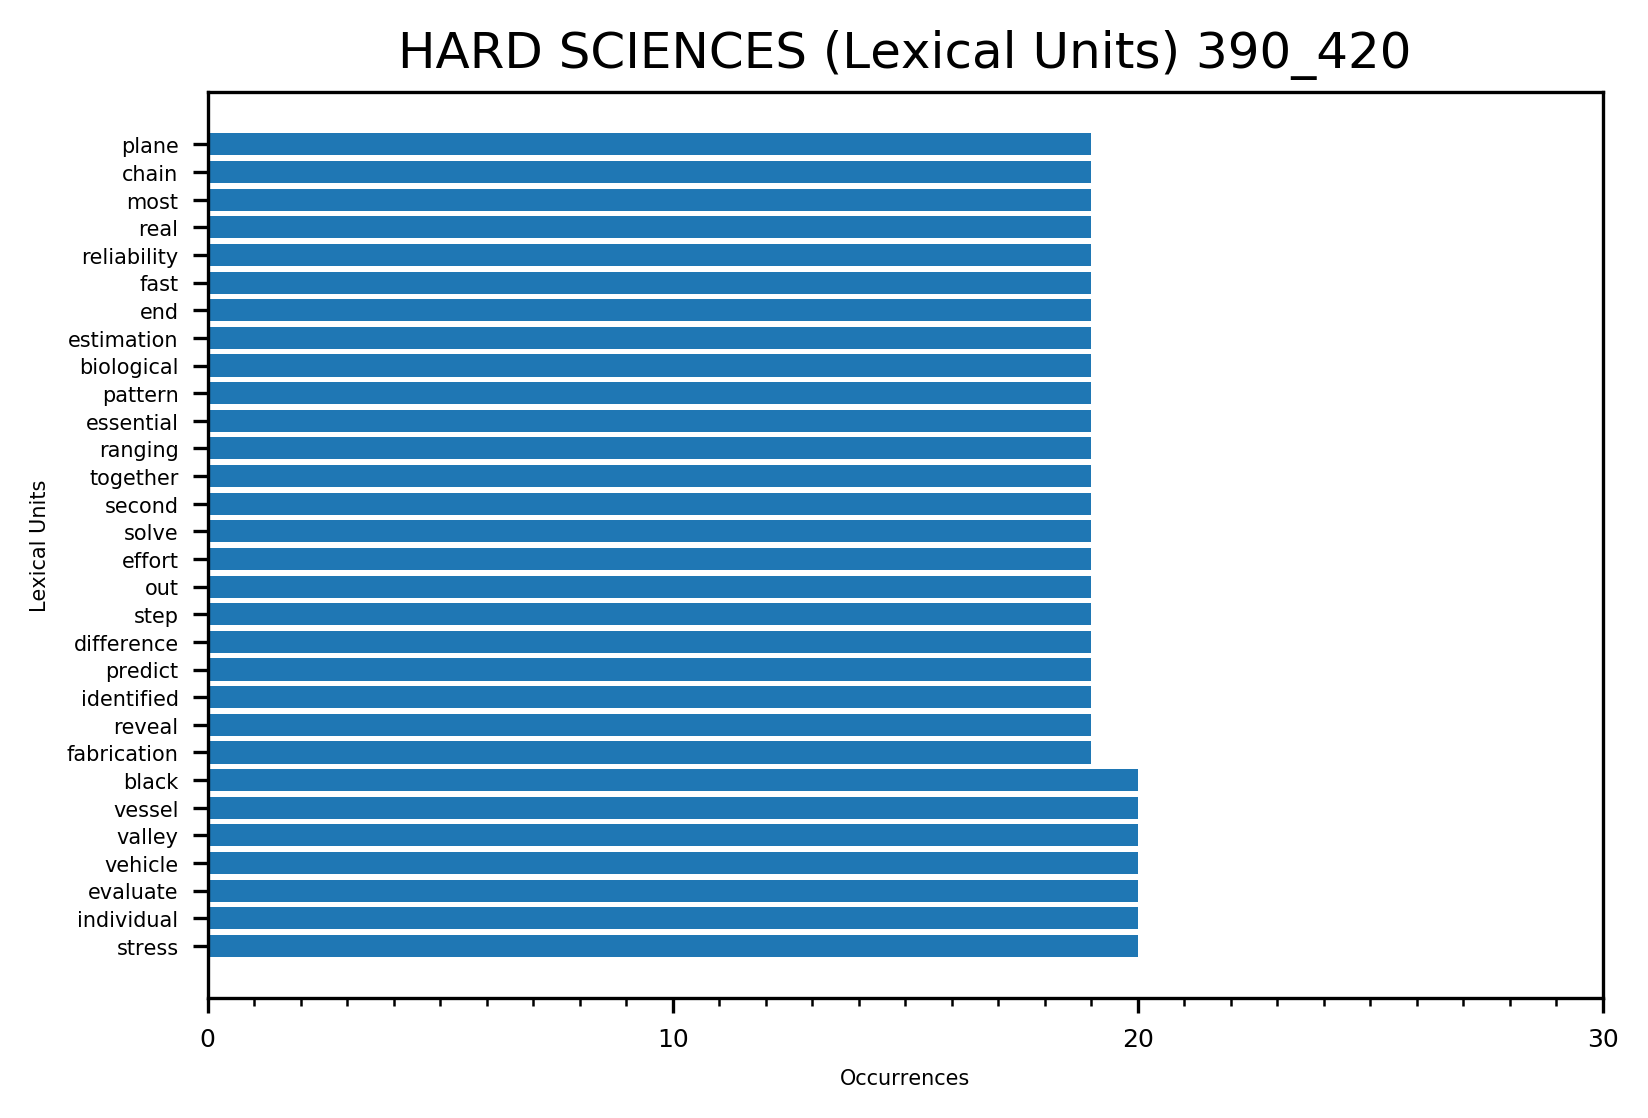 HARD SCIENCES (Lexical Units) 390_420
plane
chain
most
real
reliability
fast
end
estimation
biological
pattern
essential
ranging
together
second
solve
effort
out
step
difference
predict
identified
reveal
fabrication
black
vessel
valley
vehicle
evaluate
individual
stress
Lexical Units
0 10 20 30
Occurrences